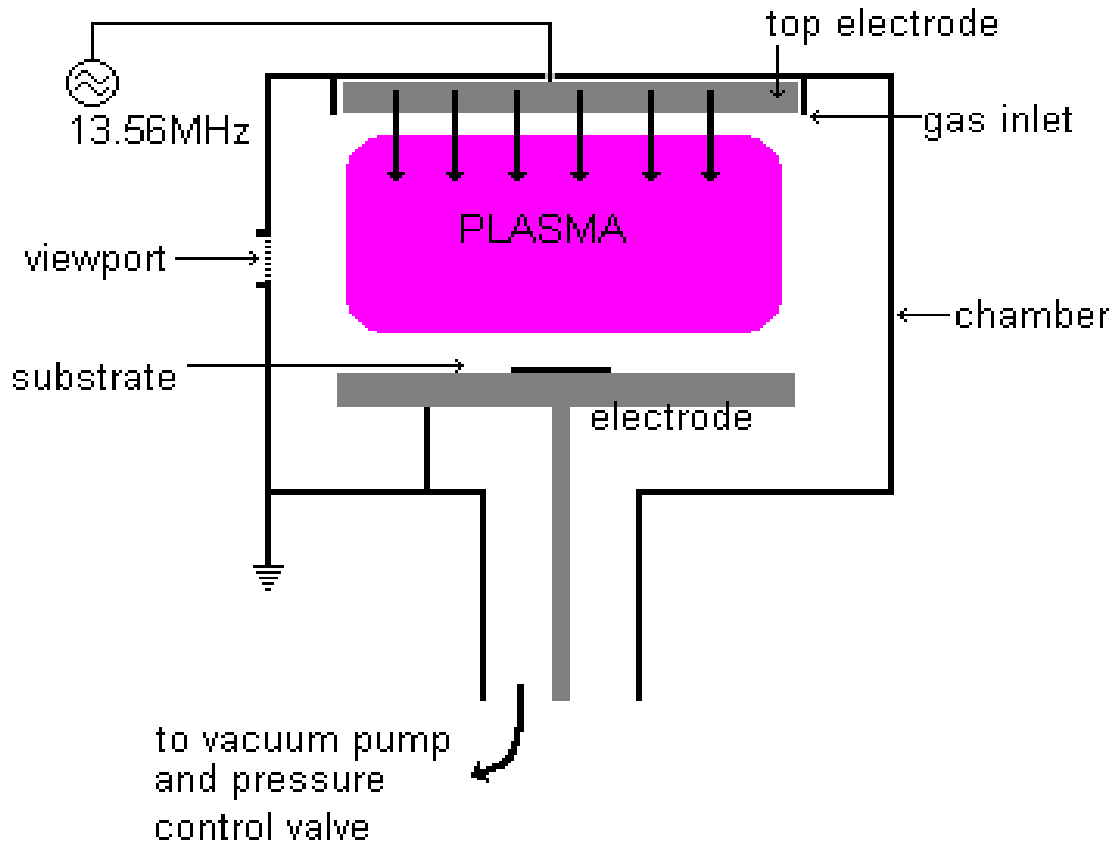 top electrode
13.56MHz
gas inlet
PLASMA
viewport
chamber
substrate
electrode
to vacuum pump
and pressure
control valve